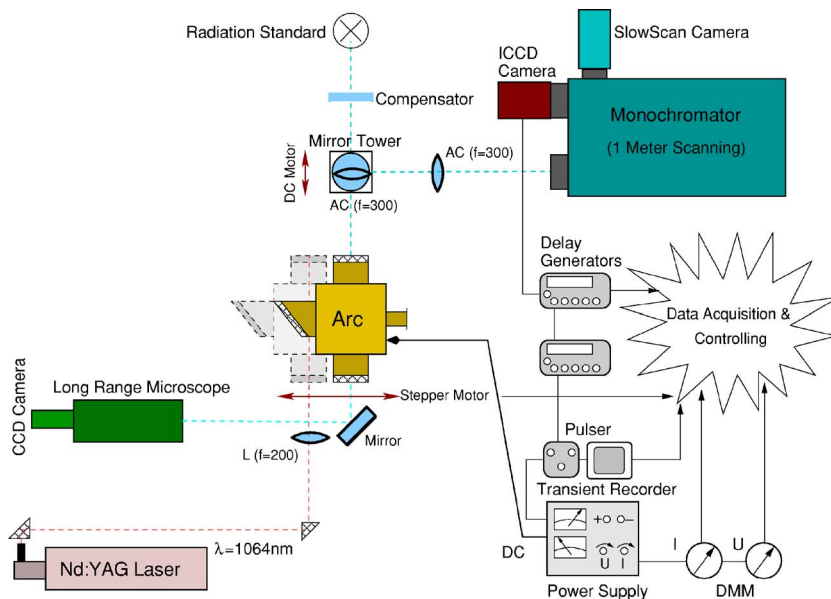 Radiation Standard
SlowScan Camera
ICCD
Camera
Compensator
Monochromator
(1 Meter Scanning)
Mirror Tower
AC (f=300)
DC Motor
AC (f=300)
Delay
Generators
Arc
Data Acquisition &
Controlling
CCD Camera
Long Range Microscope
Stepper Motor
Mirror
L (f=200)
Pulser
Transient Recorder
λ=1064nm
Nd:YAG Laser
DC
+ –
U I
Power Supply
I
U
DMM